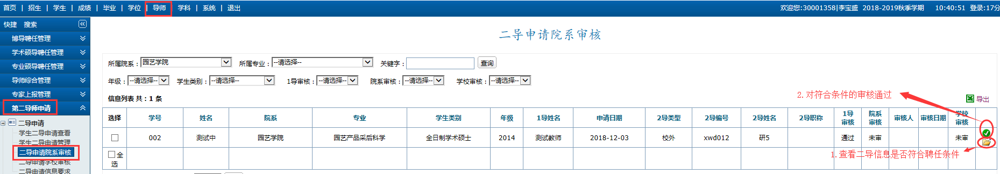 首页 | 招生 | 学生 | 成绩 | 毕业 | 学位 | 导师 | 学科 | 系统 | 退出
欢迎您:30001358|李宝盛 2018-2019秋季学期 10:40:51 登录:17分
快捷 搜索
博导聘任管理
学术硕导聘任管理
专业硕导聘任管理
导师综合管理
专家上报管理
第二导师申请
二导申请
学生二导申请查看
学生二导申请管理
二导申请院系审核
二导申请学校审核
二导申请信息要求
二导申请院系审核
所属院系：园艺学院 所属专业：--请选择-- 关键字： 查询
年级：--请选择-- 学生类别：--请选择-- 1导审核：--请选择-- 院系审核：--请选择-- 学校审核：--请选择--
信息列表 共：1 条
2.对符合条件的审核通过
导出
选择 学号 姓名 院系 专业 学生类别 年级 1导姓名 申请日期 2导类型 2导编号 2导姓名 2导职称 1导审核 院系审核 审核人 审核日期 学校审核
002 测试中 园艺学院 园艺产品采后科学 全日制学术硕士 2014 测试教师 2018-12-03 校外 xwd012 研5 通过 未审 未审
全选
1.查看二导信息是否符合聘任条件